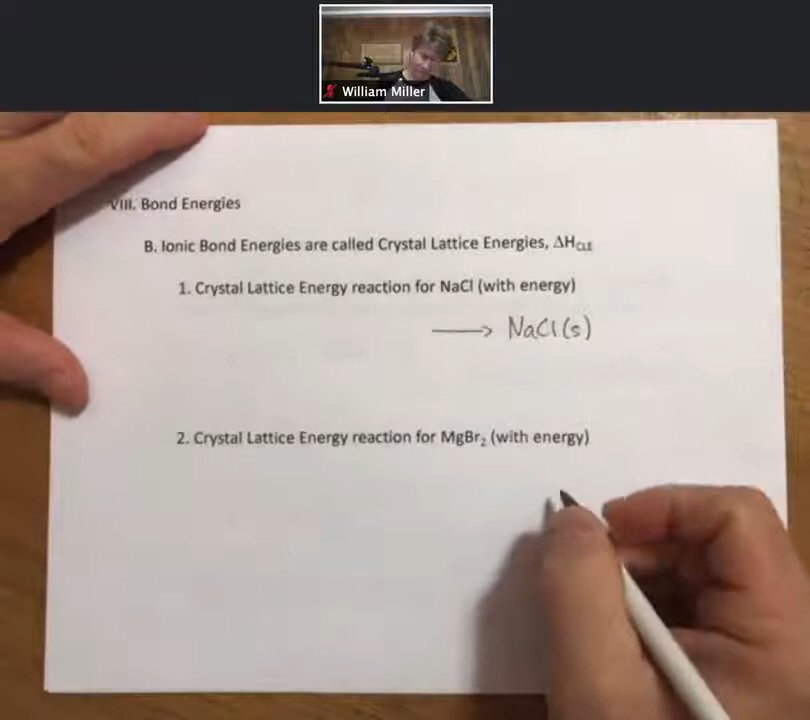 William Miller
VIII. Bond Energies
B. Ionic Bond Energies are called Crystal Lattice Energies, ΔH_CLE
1. Crystal Lattice Energy reaction for NaCl (with energy)
⟶ NaCl(s)
2. Crystal Lattice Energy reaction for MgBr₂ (with energy)